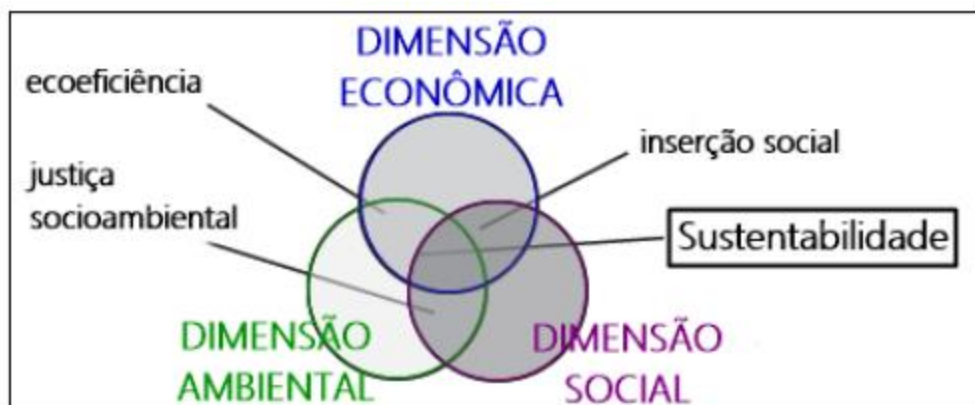 DIMENSÃO
ECONÔMICA
ecoeficiência
inserção social
justiça
socioambiental
Sustentabilidade
DIMENSÃO
AMBIENTAL
DIMENSÃO
SOCIAL